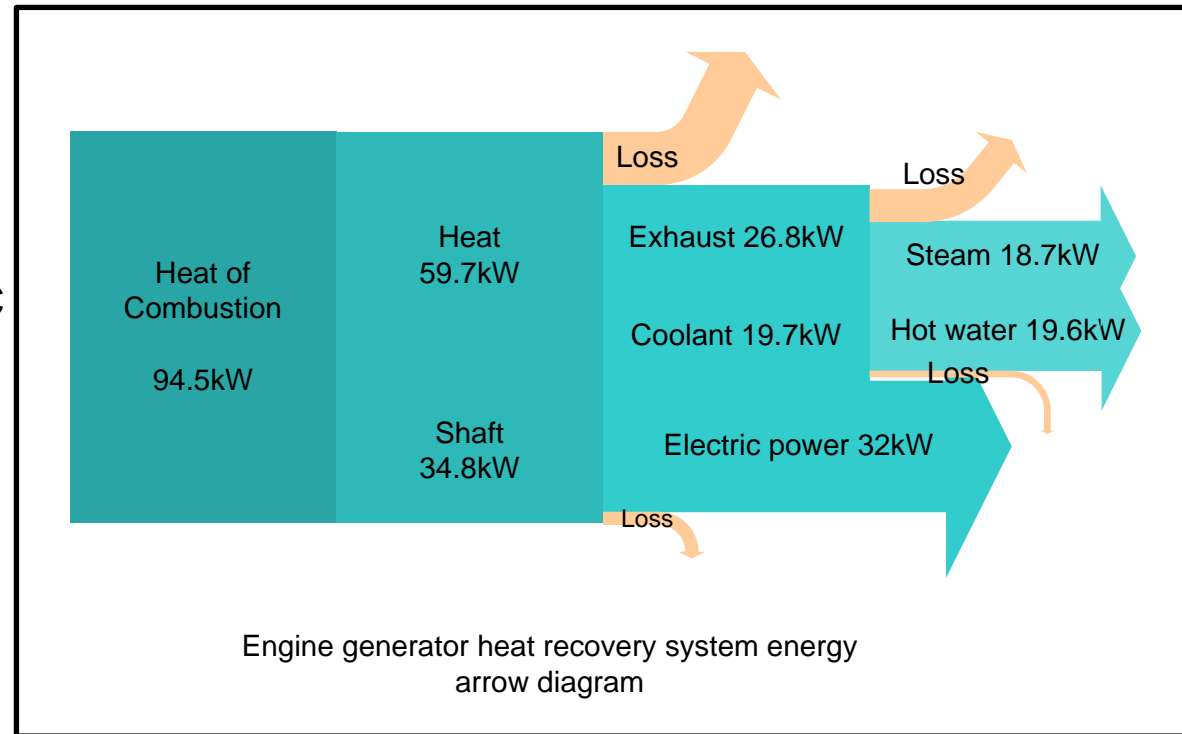 Loss
Loss
Heat
59.7kW
Exhaust 26.8kW
Steam 18.7kW
Heat of
Combustion
94.5kW
Coolant 19.7kW
Hot water 19.6kW
Loss
Shaft
34.8kW
Electric power 32kW
Loss
Engine generator heat recovery system energy
arrow diagram